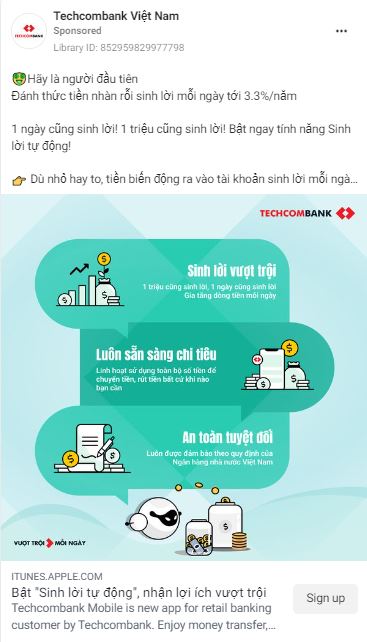 Techcombank Việt Nam
Sponsored
Library ID: 852959829977798
🤑Hãy là người đầu tiên
Đánh thức tiền nhàn rỗi sinh lời mỗi ngày tới 3.3%/năm
1 ngày cũng sinh lời! 1 triệu cũng sinh lời! Bật ngay tính năng Sinh
lời tự động!
👉 Dù nhỏ hay to, tiền biến động ra vào tài khoản sinh lời mỗi ngà...
TECHCOMBANK
Sinh lời vượt trội
1 triệu cũng sinh lời, 1 ngày cũng sinh lời
Gia tăng dòng tiền mỗi ngày
Luôn sẵn sàng chi tiêu
Linh hoạt sử dụng toàn bộ số tiền để
chuyển tiền, rút tiền bất cứ khi nào
bạn cần
An toàn tuyệt đối
Luôn được đảm bảo theo quy định của
Ngân hàng nhà nước Việt Nam
VƯỢT TRỘI MỖI NGÀY
ITUNES.APPLE.COM
Bật "Sinh lời tự động", nhận lợi ích vượt trội
Techcombank Mobile is new app for retail banking
customer by Techcombank. Enjoy money transfer,...
Sign up